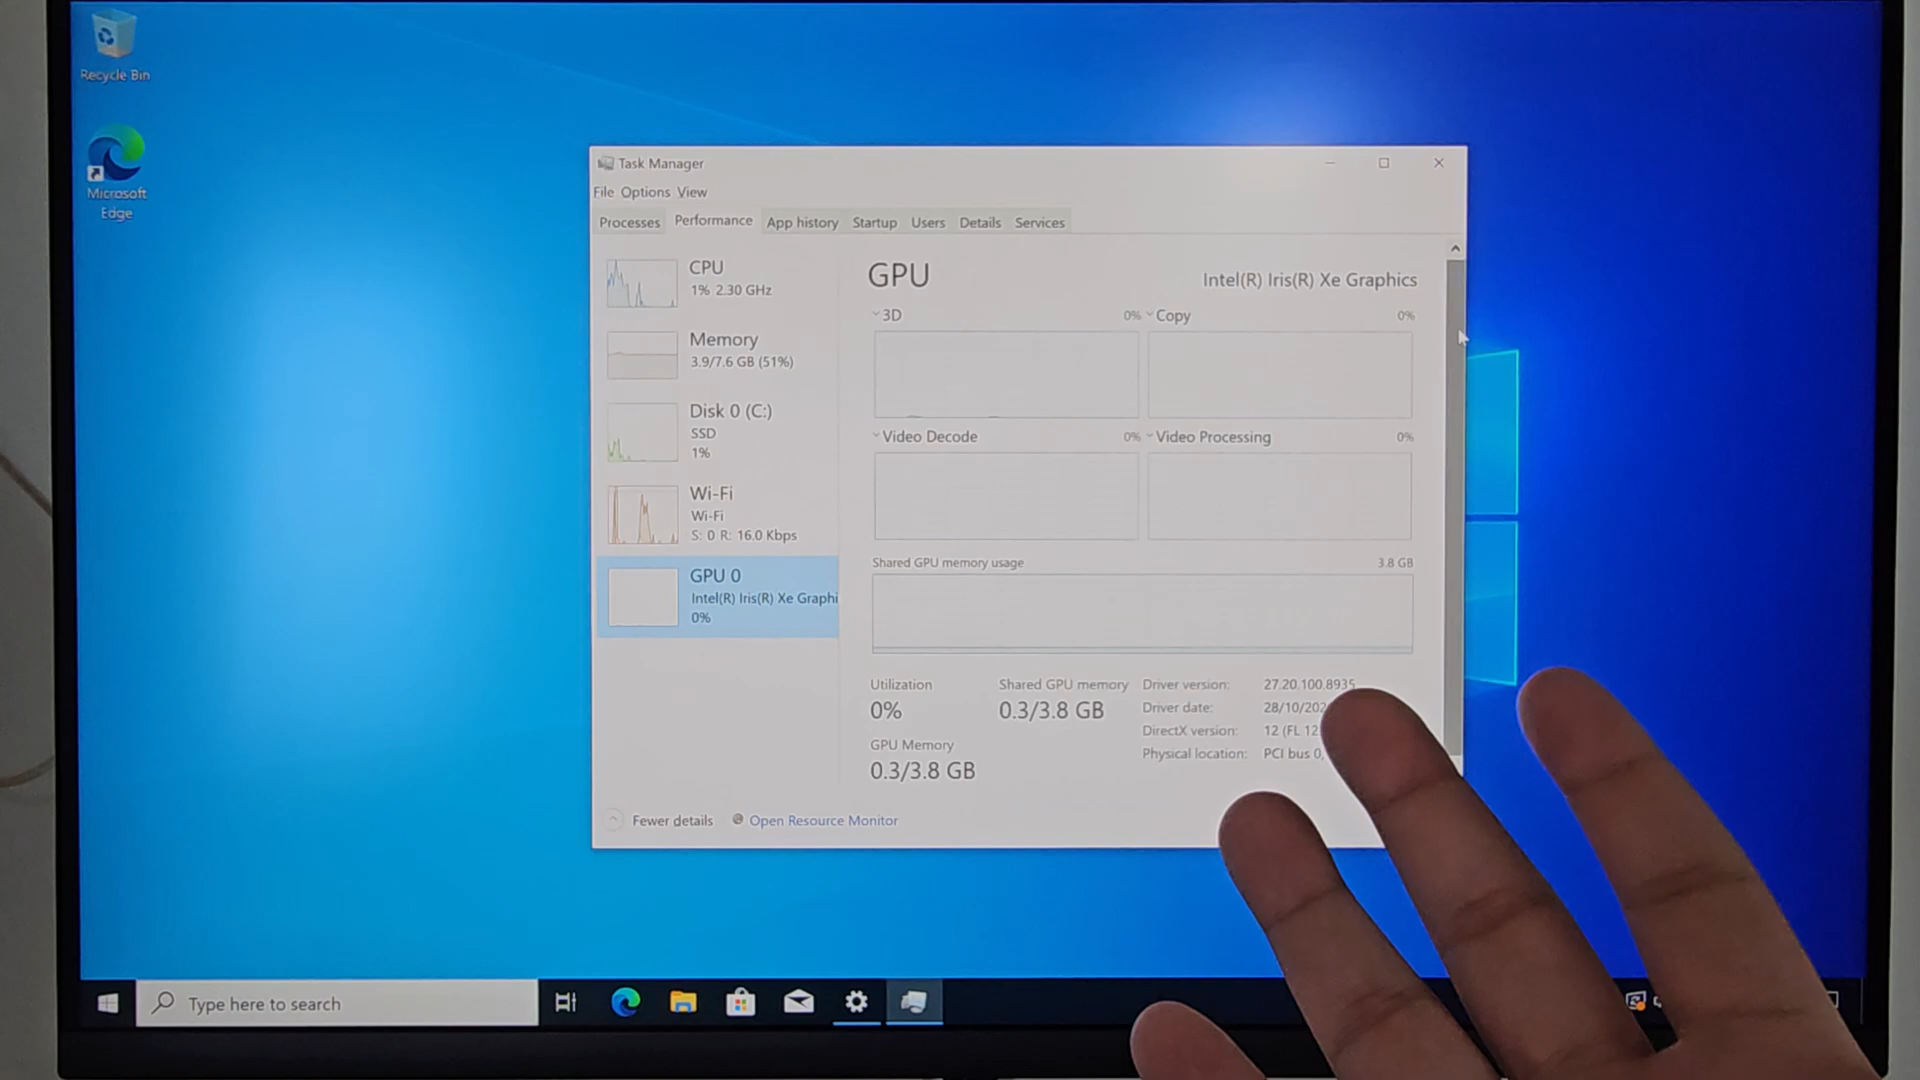 Recycle Bin
Microsoft
Edge
Task Manager
File Options View
Processes Performance App history Startup Users Details Services
CPU
1% 2.30 GHz
Memory
3.9/7.6 GB (51%)
Disk 0 (C:)
SSD
1%
Wi-Fi
Wi-Fi
S: 0 R: 16.0 Kbps
GPU 0
Intel(R) Iris(R) Xe Graphi
0%
GPU Intel(R) Iris(R) Xe Graphics
3D 0% Copy 0%
Video Decode 0% Video Processing 0%
Shared GPU memory usage 3.8 GB
Utilization
0%
Shared GPU memory
0.3/3.8 GB
GPU Memory
0.3/3.8 GB
Driver version: 27.20.100.8935
Driver date: 28/10/202
DirectX version: 12 (FL 12
Physical location: PCI bus 0,
Fewer details Open Resource Monitor
Type here to search